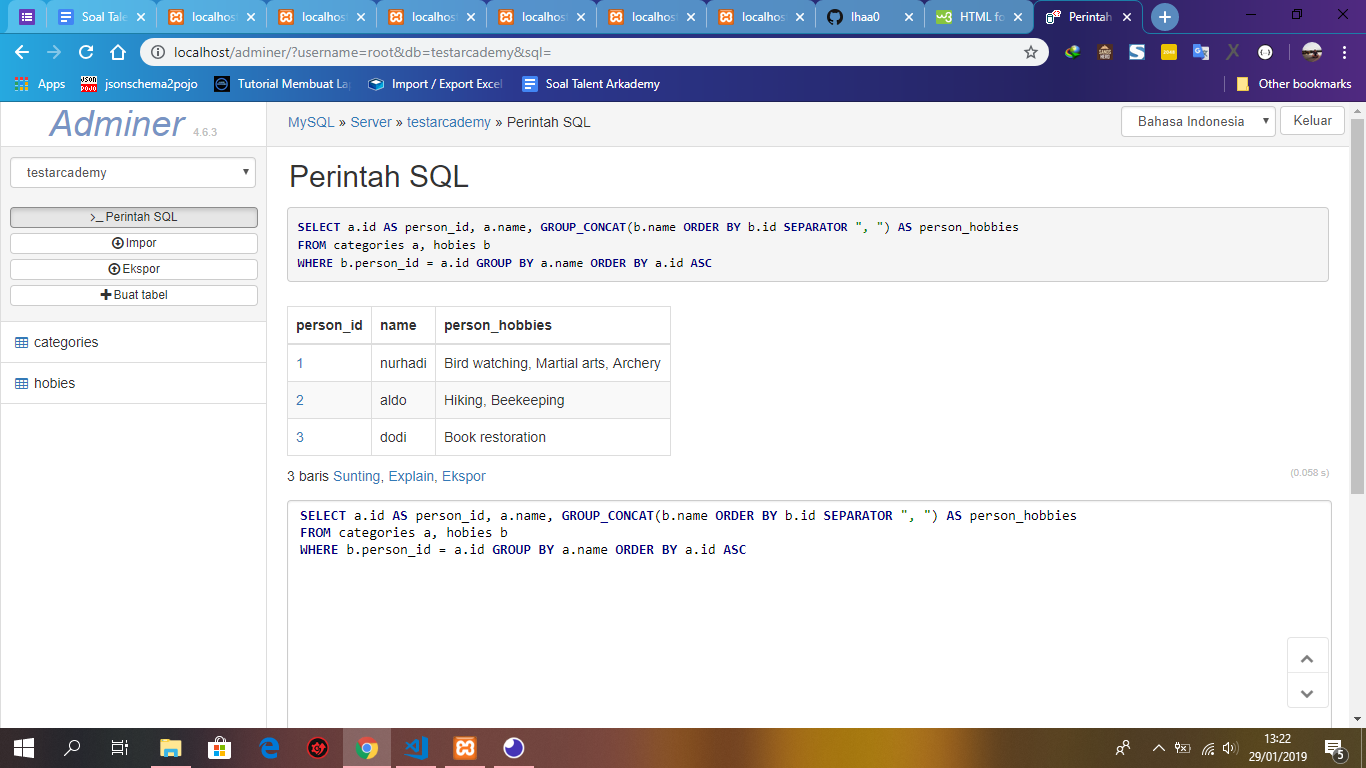 Soal Tale
localhost
localhost
localhost
localhost
localhost
localhost
lhaa0
HTML fo
Perintah
localhost/adminer/?username=root&db=testarcademy&sql=
Apps
jsonschema2pojo
Tutorial Membuat La
Import / Export Excel
Soal Talent Arkademy
Other bookmarks
Adminer 4.6.3
MySQL » Server » testarcademy » Perintah SQL
Bahasa Indonesia
Keluar
testarcademy
>_ Perintah SQL
Impor
Ekspor
Buat tabel
categories
hobies
Perintah SQL
SELECT a.id AS person_id, a.name, GROUP_CONCAT(b.name ORDER BY b.id SEPARATOR ", ") AS person_hobbies
FROM categories a, hobies b
WHERE b.person_id = a.id GROUP BY a.name ORDER BY a.id ASC
person_id name person_hobbies
1 nurhadi Bird watching, Martial arts, Archery
2 aldo Hiking, Beekeeping
3 dodi Book restoration
3 baris Sunting, Explain, Ekspor
(0.058 s)
SELECT a.id AS person_id, a.name, GROUP_CONCAT(b.name ORDER BY b.id SEPARATOR ", ") AS person_hobbies
FROM categories a, hobies b
WHERE b.person_id = a.id GROUP BY a.name ORDER BY a.id ASC
13:22
29/01/2019
5